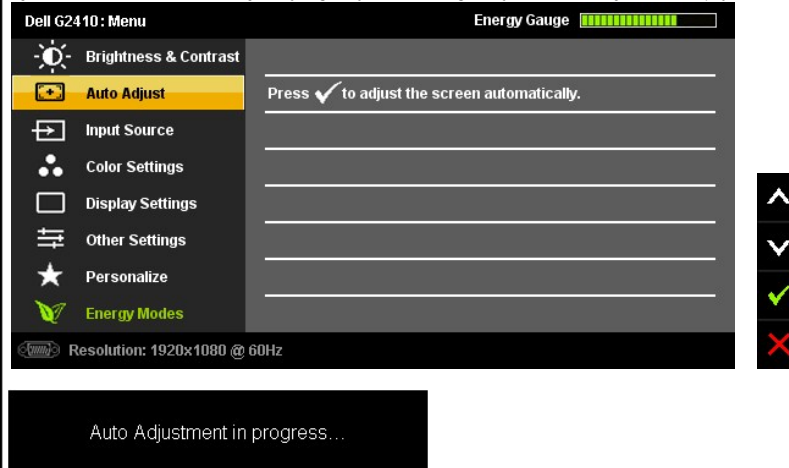 Dell G2410 : Menu Energy Gauge
Brightness & Contrast
Auto Adjust Press ✓ to adjust the screen automatically.
Input Source
Color Settings
Display Settings
Other Settings
Personalize
Energy Modes
Resolution: 1920x1080 @ 60Hz
Auto Adjustment in progress...